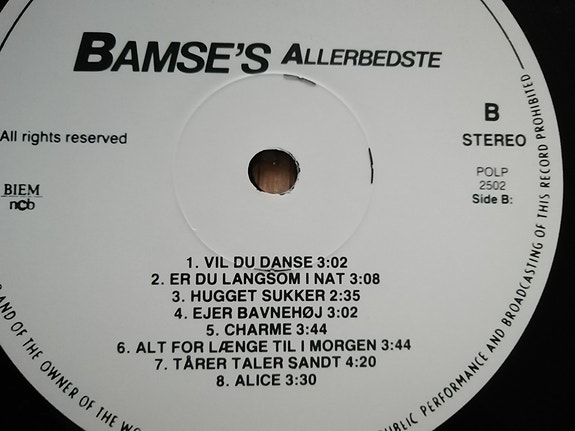 BAMSE'S ALLERBEDSTE
All rights reserved
BIEM
ncb
B
STEREO
POLP
2502
Side B:
1. VIL DU DANSE 3:02
2. ER DU LANGSOM I NAT 3:08
3. HUGGET SUKKER 2:35
4. EJER BAVNEHØJ 3:02
5. CHARME 3:44
6. ALT FOR LÆNGE TIL I MORGEN 3:44
7. TÅRER TALER SANDT 4:20
8. ALICE 3:30
AND OF THE OWNER OF THE
PUBLIC PERFORMANCE AND BROADCASTING OF THIS RECORD PROHIBITED